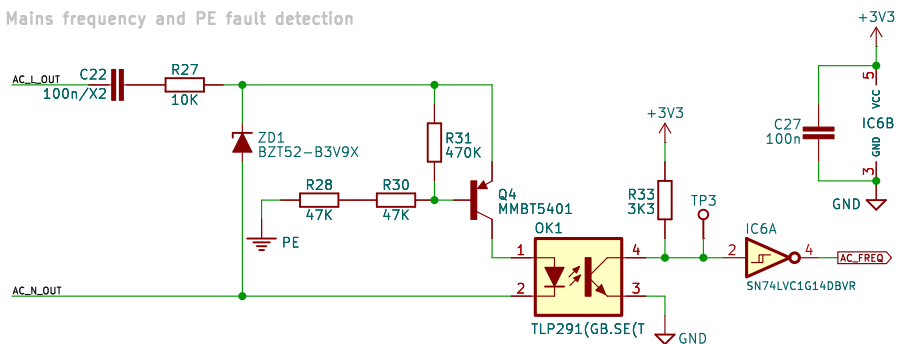 Mains frequency and PE fault detection
+3V3
AC_L_OUT
C22
100n/X2
R27
10K
5
VCC
IC6B
C27
100n
GND
3
GND
ZD1
BZT52-B3V9X
R31
470K
+3V3
R28
47K
R30
47K
PE
Q4
MMBT5401
R33
3K3
TP3
OK1
1
4
2
3
TLP291(GB.SE(T
GND
IC6A
2
4
SN74LVC1G14DBVR
AC_FREQ
AC_N_OUT